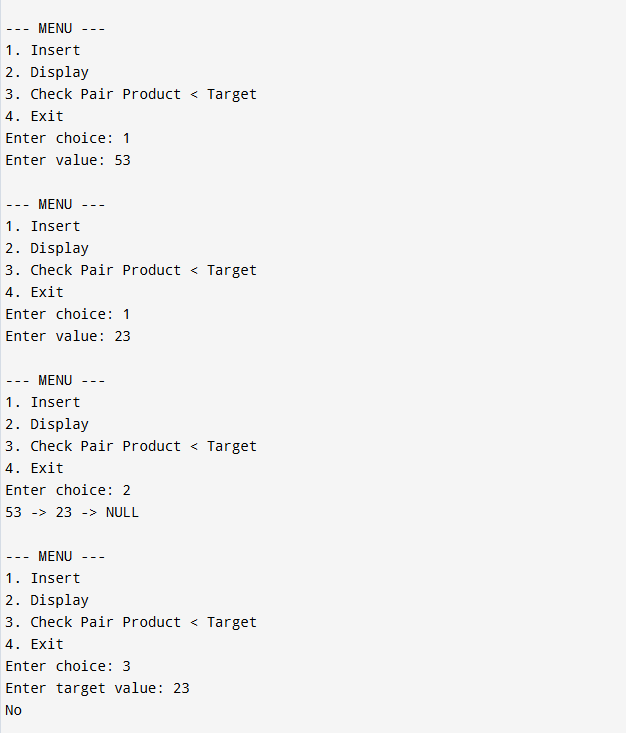 --- MENU ---
1. Insert
2. Display
3. Check Pair Product < Target
4. Exit
Enter choice: 1
Enter value: 53
--- MENU ---
1. Insert
2. Display
3. Check Pair Product < Target
4. Exit
Enter choice: 1
Enter value: 23
--- MENU ---
1. Insert
2. Display
3. Check Pair Product < Target
4. Exit
Enter choice: 2
53 -> 23 -> NULL
--- MENU ---
1. Insert
2. Display
3. Check Pair Product < Target
4. Exit
Enter choice: 3
Enter target value: 23
No